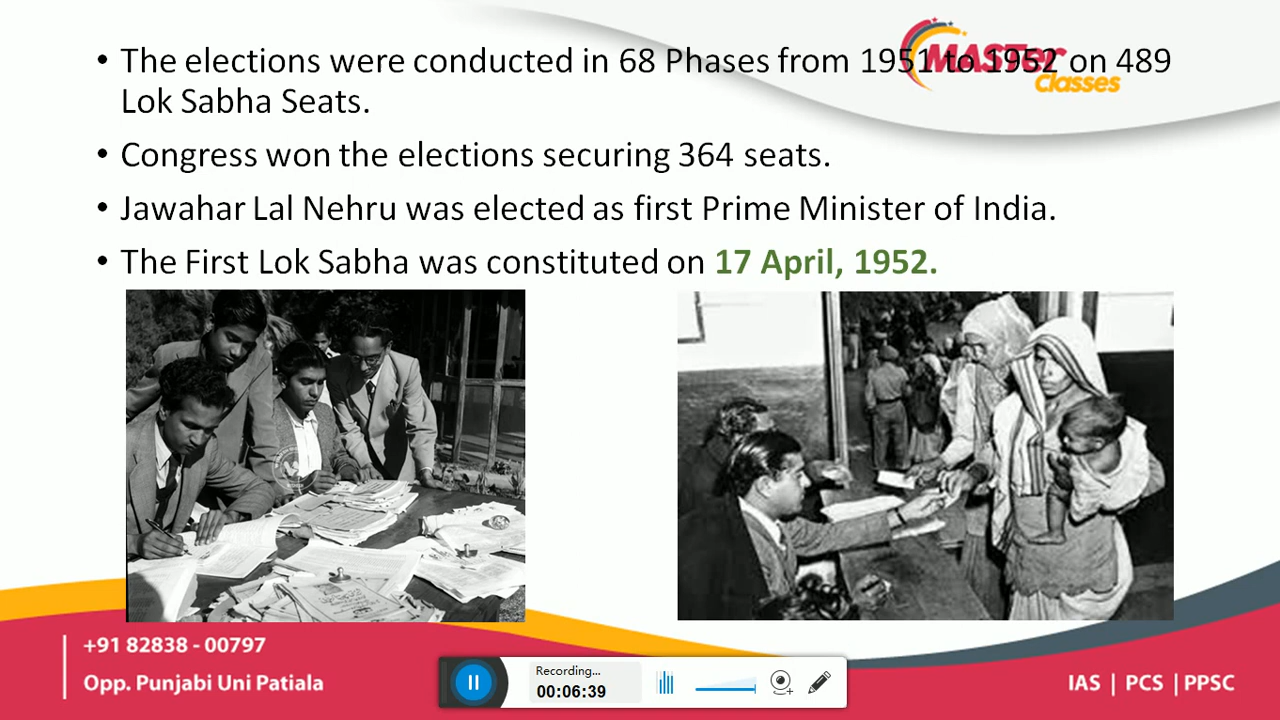 • The elections were conducted in 68 Phases from 1951 to 1952 on 489
Lok Sabha Seats.
• Congress won the elections securing 364 seats.
• Jawahar Lal Nehru was elected as first Prime Minister of India.
• The First Lok Sabha was constituted on 17 April, 1952.
MASTer
Classes
+91 82838 - 00797
Opp. Punjabi Uni Patiala
Recording...
00:06:39
IAS | PCS | PPSC